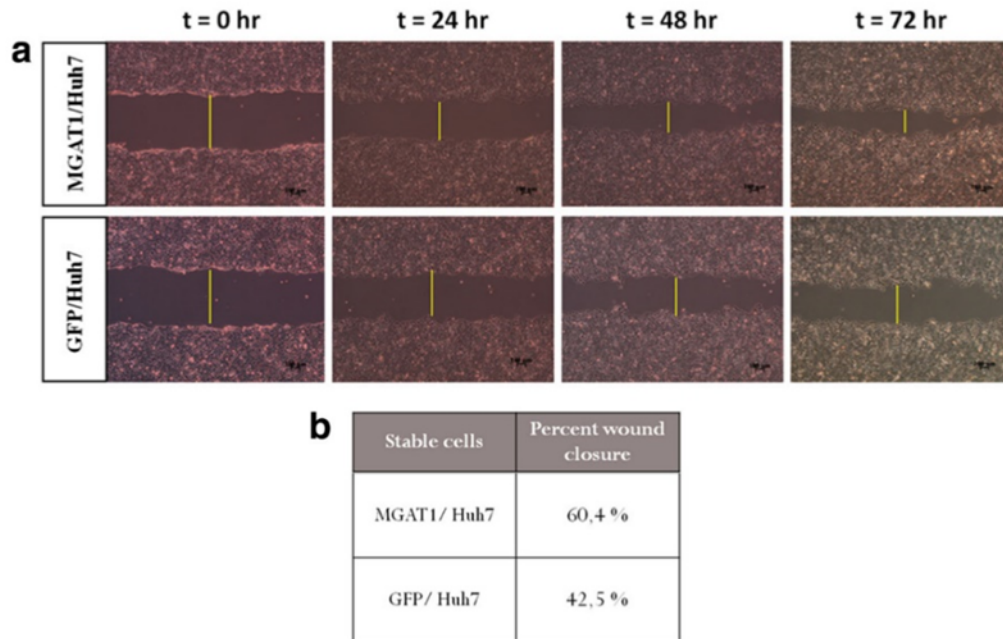 t = 0 hr t = 24 hr t = 48 hr t = 72 hr
a
MGAT1/Huh7
GFP/Huh7
b
Stable cells Percent wound
closure
MGAT1/ Huh7 60,4 %
GFP/ Huh7 42,5 %